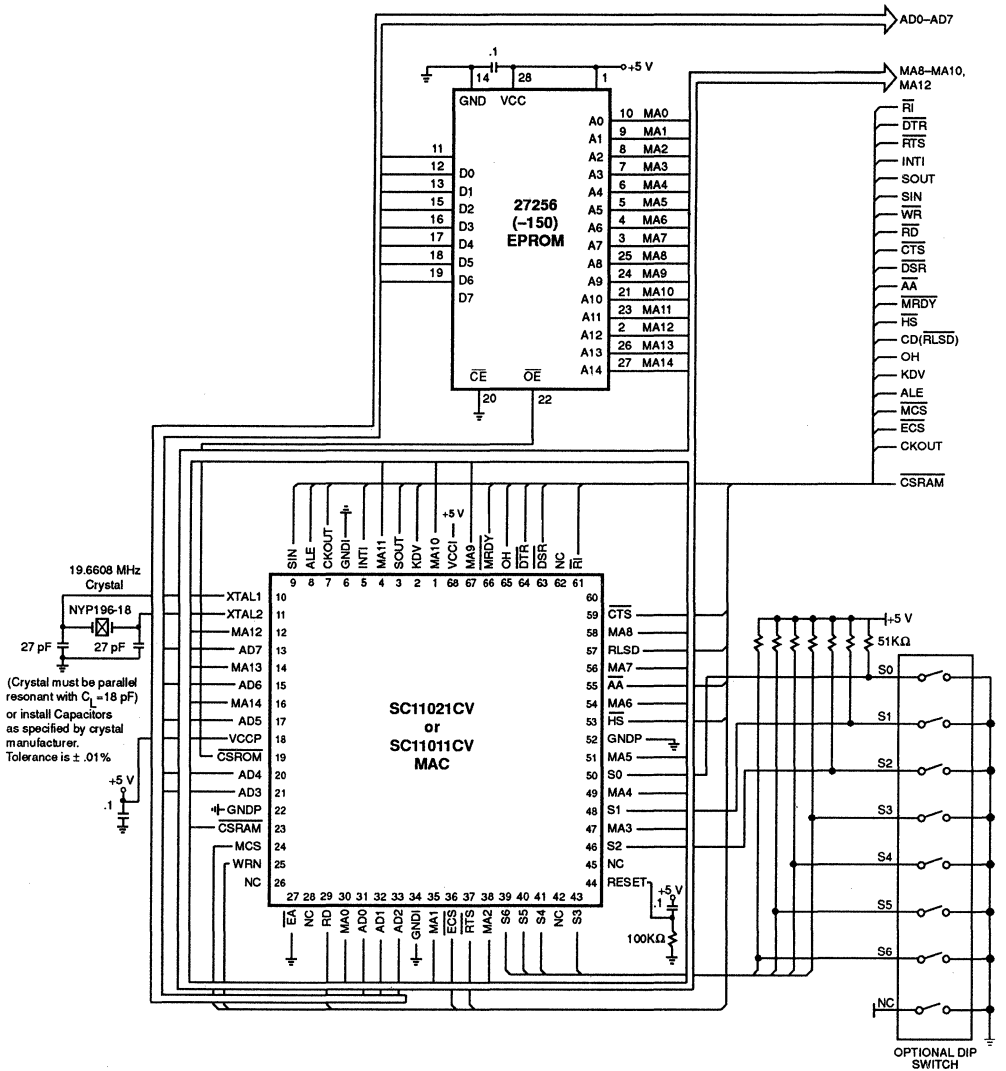 AD0–AD7
MA8–MA10,
MA12
.1
+5 V
14
28
1
GND
VCC
27256
(–150)
EPROM
11
12
13
15
16
17
18
19
D0
D1
D2
D3
D4
D5
D6
D7
A0 10 MA0
A1 9 MA1
A2 8 MA2
A3 7 MA3
A4 6 MA4
A5 5 MA5
A6 4 MA6
A7 3 MA7
A8 25 MA8
A9 24 MA9
A10 21 MA10
A11 23 MA11
A12 2 MA12
A13 26 MA13
A14 27 MA14
CE
OE
20
22
RI
DTR
RTS
INTI
SOUT
SIN
WR
RD
CTS
DSR
AA
MRDY
HS
CD(RLSD)
OH
KDV
ALE
MCS
ECS
CKOUT
CSRAM
+5 V
SIN
ALE
CKOUT
GNDI
INTI
MA11
SOUT
KDV
MA10
VCCI
MA9
MRDY
OH
DTR
DSR
NC
RI
9 8 7 6 5 4 3 2 1 68 67 66 65 64 63 62 61
19.6608 MHz
Crystal
NYP196-18
27 pF
27 pF
(Crystal must be parallel
resonant with CL=18 pF)
or install Capacitors
as specified by crystal
manufacturer.
Tolerance is ± .01%
+5 V
.1
XTAL1 10
XTAL2 11
MA12 12
AD7 13
MA13 14
AD6 15
MA14 16
AD5 17
VCCP 18
CSROM 19
AD4 20
AD3 21
GNDP 22
CSRAM 23
MCS 24
WRN 25
NC 26
SC11021CV
or
SC11011CV
MAC
60
59 CTS
58 MA8
57 RLSD
56 MA7
55 AA
54 MA6
53 HS
52 GNDP
51 MA5
50 S0
49 MA4
48 S1
47 MA3
46 S2
45 NC
44 RESET
27 28 29 30 31 32 33 34 35 36 37 38 39 40 41 42 43
EA
NC
RD
MA0
AD0
AD1
AD2
GNDI
MA1
ECS
RTS
MA2
S6
S5
S4
NC
S3
+5 V
.1
100KΩ
+5 V
51KΩ
S0
S1
S2
S3
S4
S5
S6
NC
OPTIONAL DIP
SWITCH